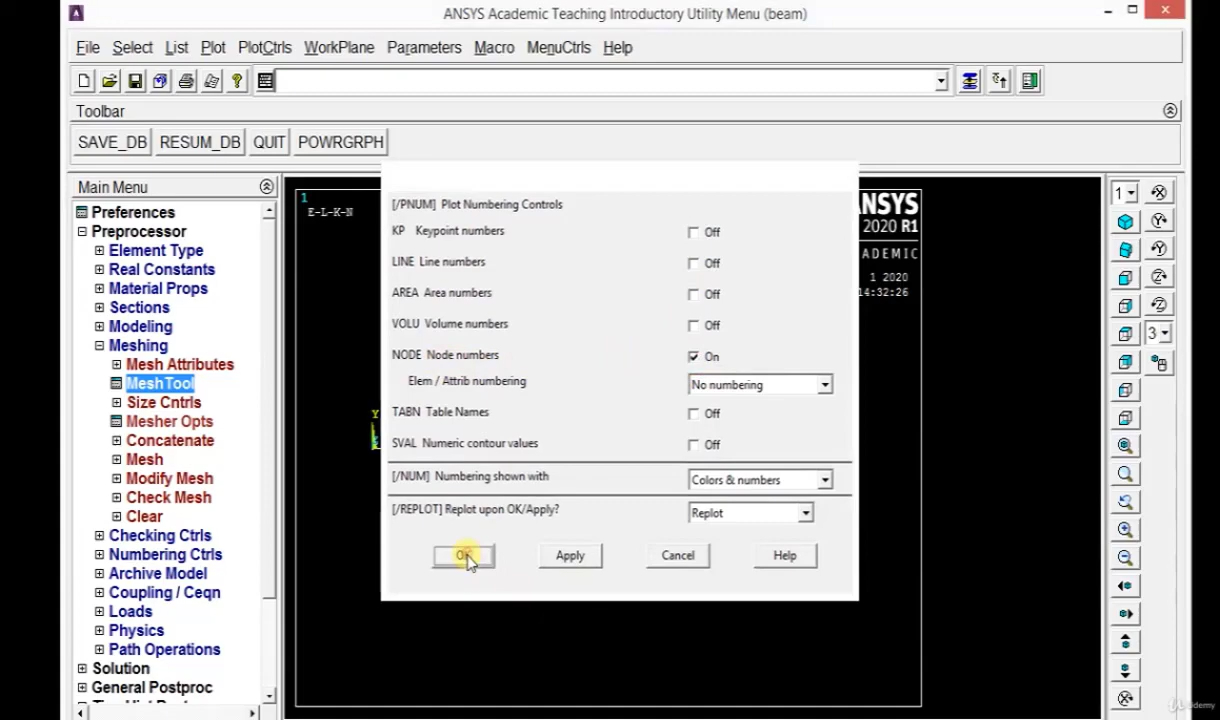 ANSYS Academic Teaching Introductory Utility Menu (beam)
File Select List Plot PlotCtrls WorkPlane Parameters Macro MenuCtrls Help
Toolbar
SAVE_DB RESUM_DB QUIT POWRGRPH
Main Menu
Preferences
Preprocessor
Element Type
Real Constants
Material Props
Sections
Modeling
Meshing
Mesh Attributes
MeshTool
Size Cntrls
Mesher Opts
Concatenate
Mesh
Modify Mesh
Check Mesh
Clear
Checking Ctrls
Numbering Ctrls
Archive Model
Coupling / Ceqn
Loads
Physics
Path Operations
Solution
General Postproc
1
E-L-K-N
Y
ANSYS
2020 R1
ADEMIC
1 2020
14:32:26
[/PNUM] Plot Numbering Controls
KP Keypoint numbers Off
LINE Line numbers Off
AREA Area numbers Off
VOLU Volume numbers Off
NODE Node numbers On
Elem / Attrib numbering No numbering
TABN Table Names Off
SVAL Numeric contour values Off
[/NUM] Numbering shown with Colors & numbers
[/REPLOT] Replot upon OK/Apply? Replot
OK Apply Cancel Help
1
3